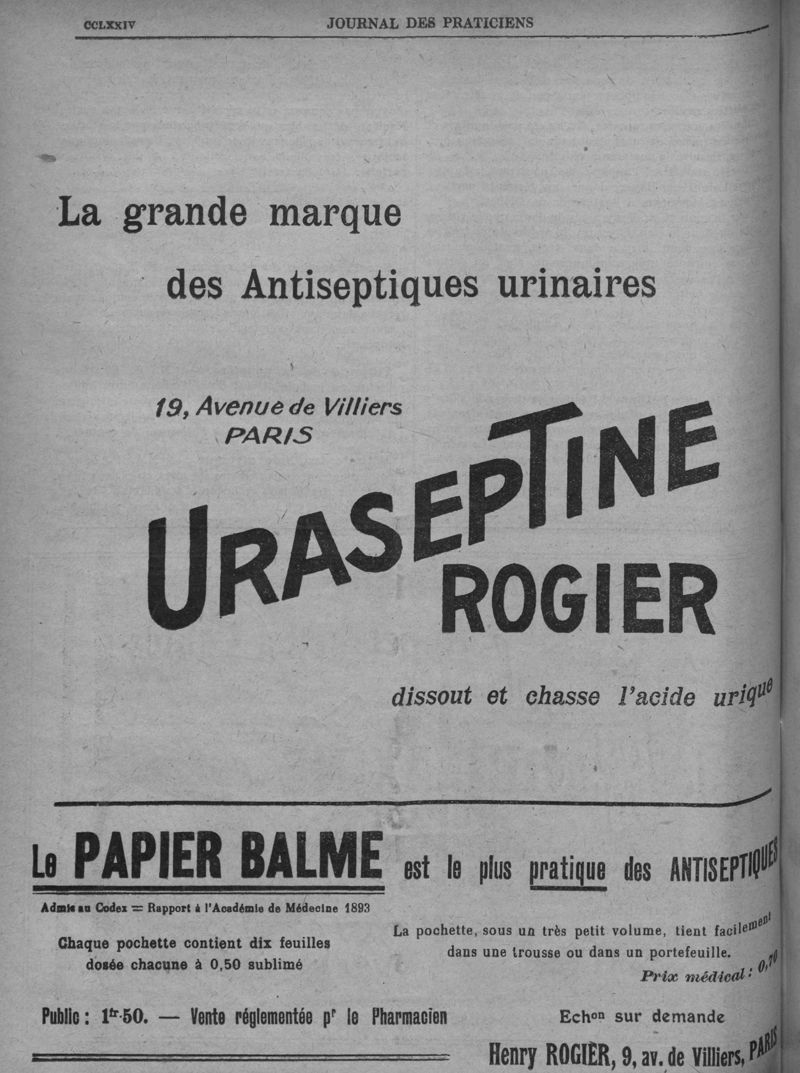 CCLXXIV
JOURNAL DES PRATICIENS
La grande marque
des Antiseptiques urinaires
19, Avenue de Villiers
PARIS
URASEPTINE
ROGIER
dissout et chasse l'acide urique
Le PAPIER BALME est le plus pratique des ANTISEPTIQUES
Admis au Codex = Rapport à l'Académie de Médecine 1893
Chaque pochette contient dix feuilles
dosée chacune à 0,50 sublimé
La pochette, sous un très petit volume, tient facilement
dans une trousse ou dans un portefeuille.
Prix médical : 0,70
Public : 1fr.50. — Vente réglementée pr le Pharmacien
Echon sur demande
Henry ROGIER, 9, av. de Villiers, PARIS